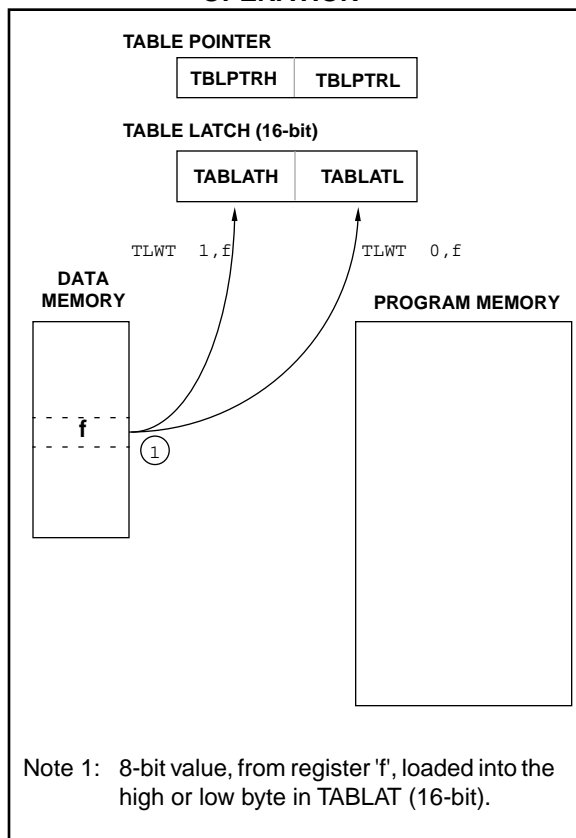 TABLE POINTER
TBLPTRH TBLPTRL
TABLE LATCH (16-bit)
TABLATH TABLATL
TLWT 1,f TLWT 0,f
DATA
MEMORY
PROGRAM MEMORY
f
1
Note 1: 8-bit value, from register 'f', loaded into the
high or low byte in TABLAT (16-bit).